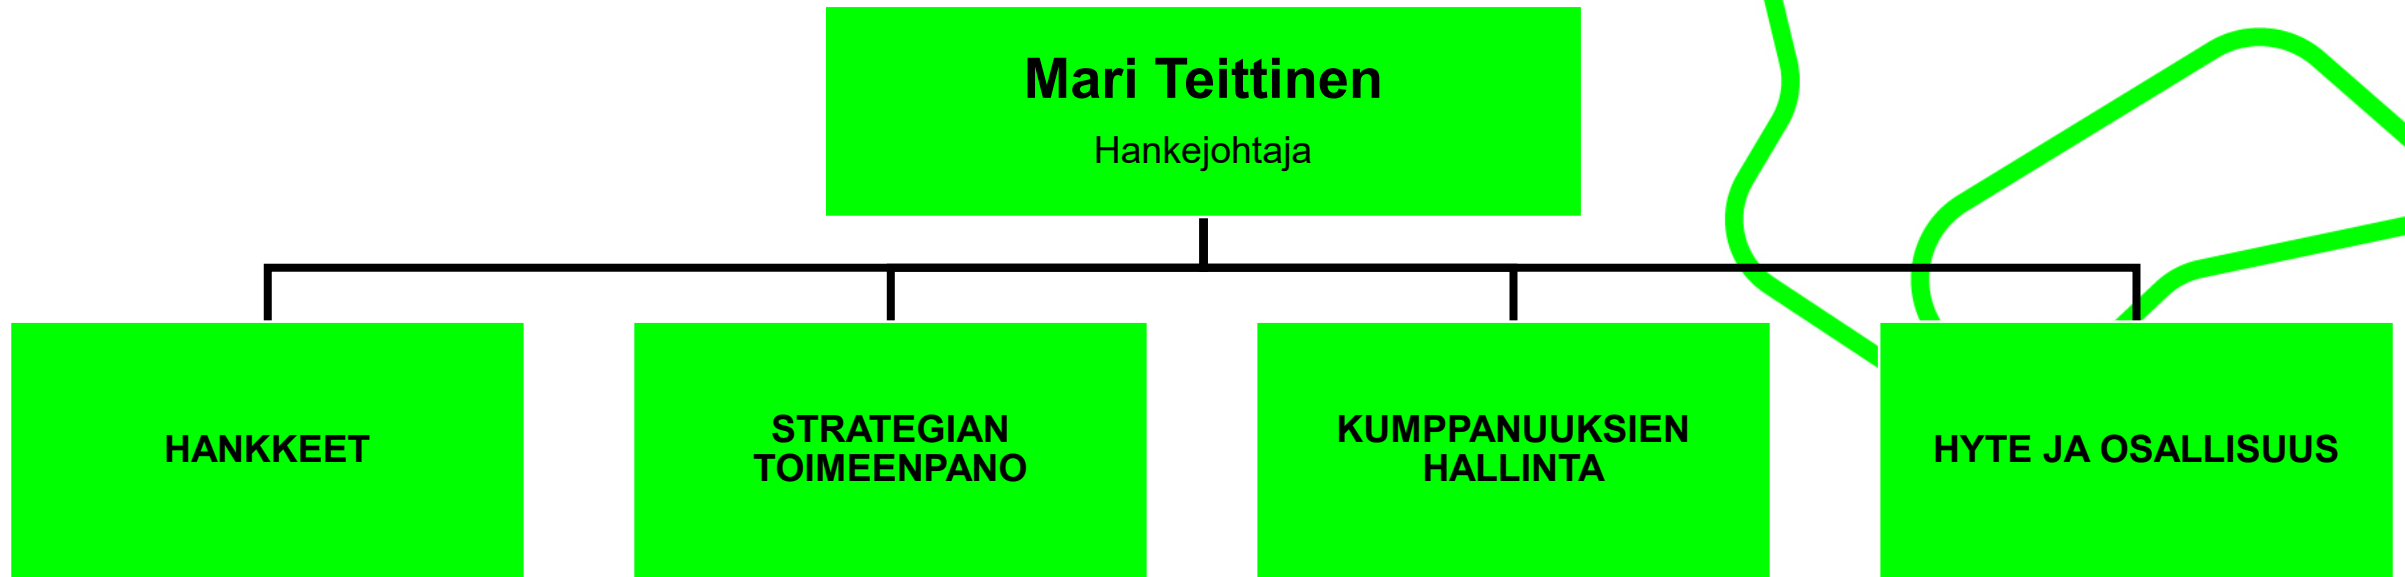 Mari Teittinen
Hankejohtaja
HANKKEET
STRATEGIAN
TOIMEENPANO
KUMPPANUUKSIEN
HALLINTA
HYTE JA OSALLISUUS